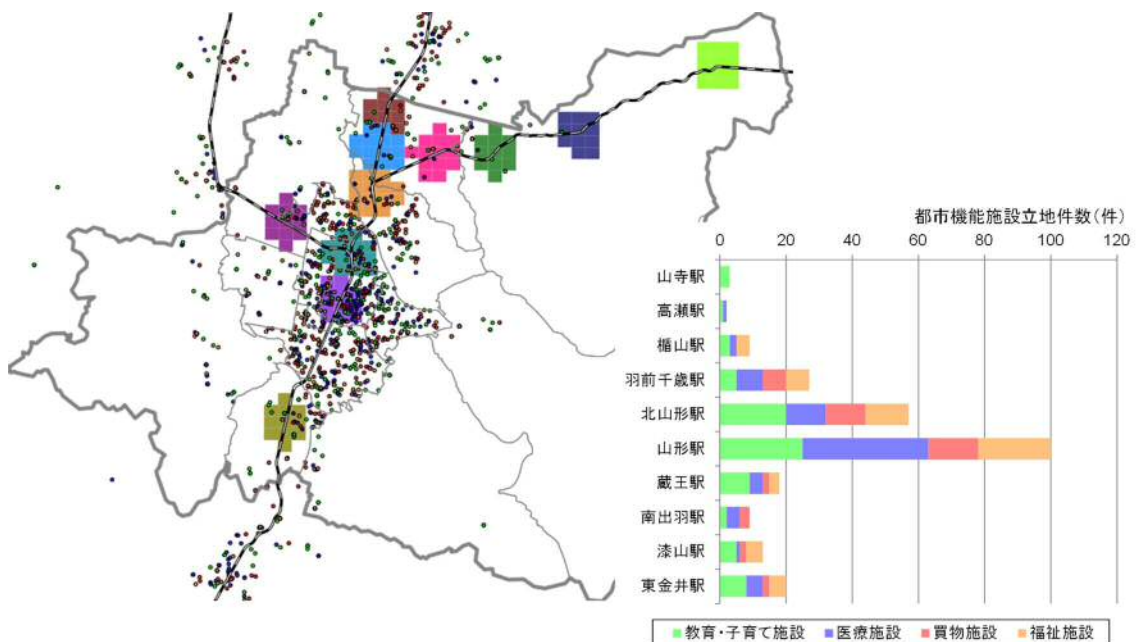 都市機能施設立地件数(件)
0 20 40 60 80 100 120
山寺駅
高瀬駅
楯山駅
羽前千歳駅
北山形駅
山形駅
蔵王駅
南出羽駅
漆山駅
東金井駅
教育・子育て施設 医療施設 買物施設 福祉施設